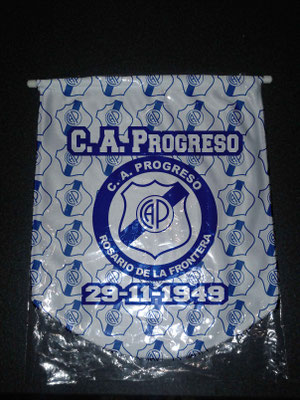 C. A. PROGRESO
C. A. PROGRESO
CAP
ROSARIO DE LA FRONTERA
29-11-1949